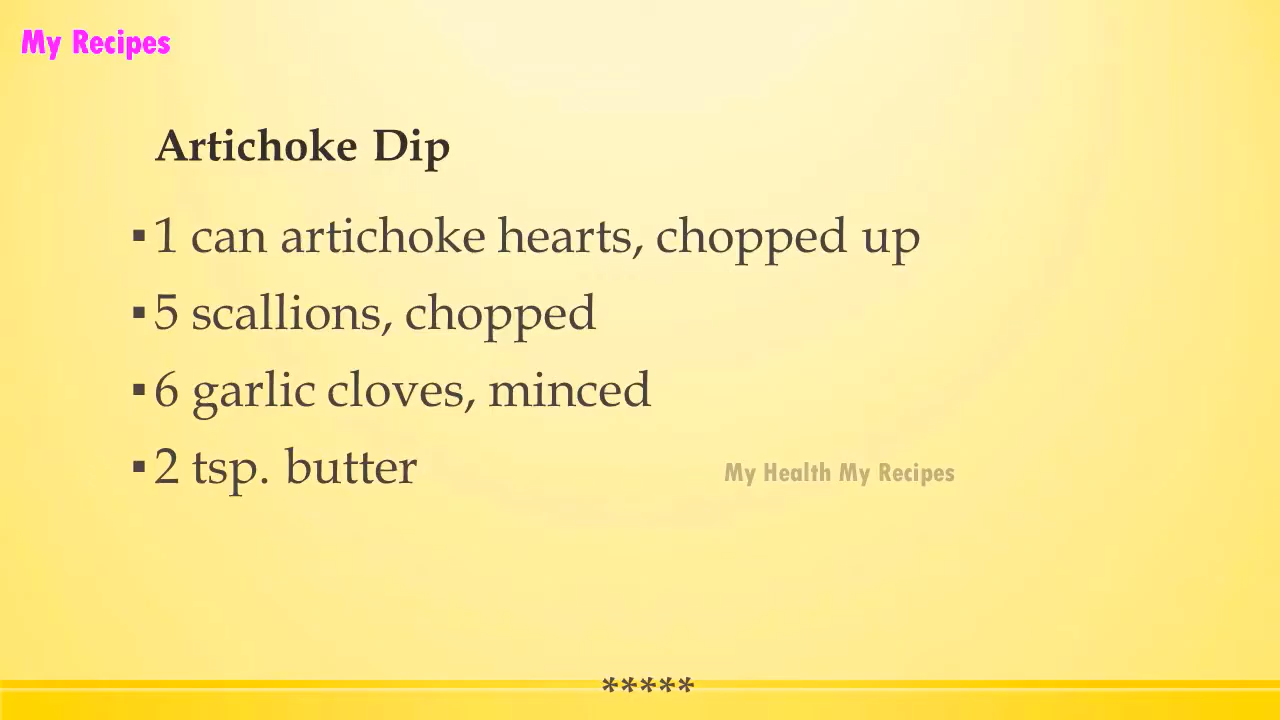 My Recipes
Artichoke Dip
▪1 can artichoke hearts, chopped up
▪5 scallions, chopped
▪6 garlic cloves, minced
▪2 tsp. butter
My Health My Recipes
*****